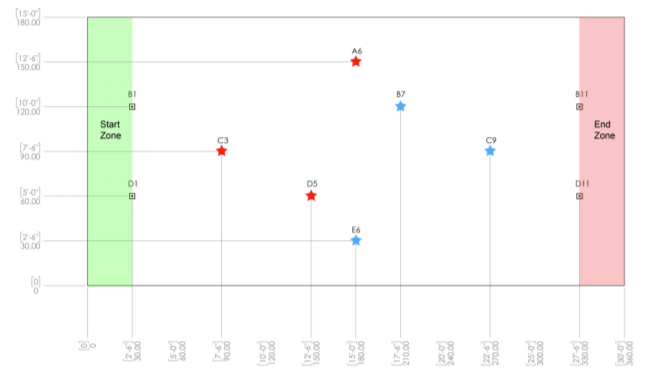 [15'-0"]
180.00
[12'-6"]
150.00
A6
[10'-0"]
120.00
B1
B7
B11
Start
Zone
End
Zone
[7'-6"]
90.00
C3
C9
[5'-0"]
60.00
D1
D5
D11
[2'-6"]
30.00
E6
[0]
0
[0]
0
[2'-6"]
30.00
[5'-0"]
60.00
[7'-6"]
90.00
[10'-0"]
120.00
[12'-6"]
150.00
[15'-0"]
180.00
[17'-6"]
210.00
[20'-0"]
240.00
[22'-6"]
270.00
[25'-0"]
300.00
[27'-6"]
330.00
[30'-0"]
360.00